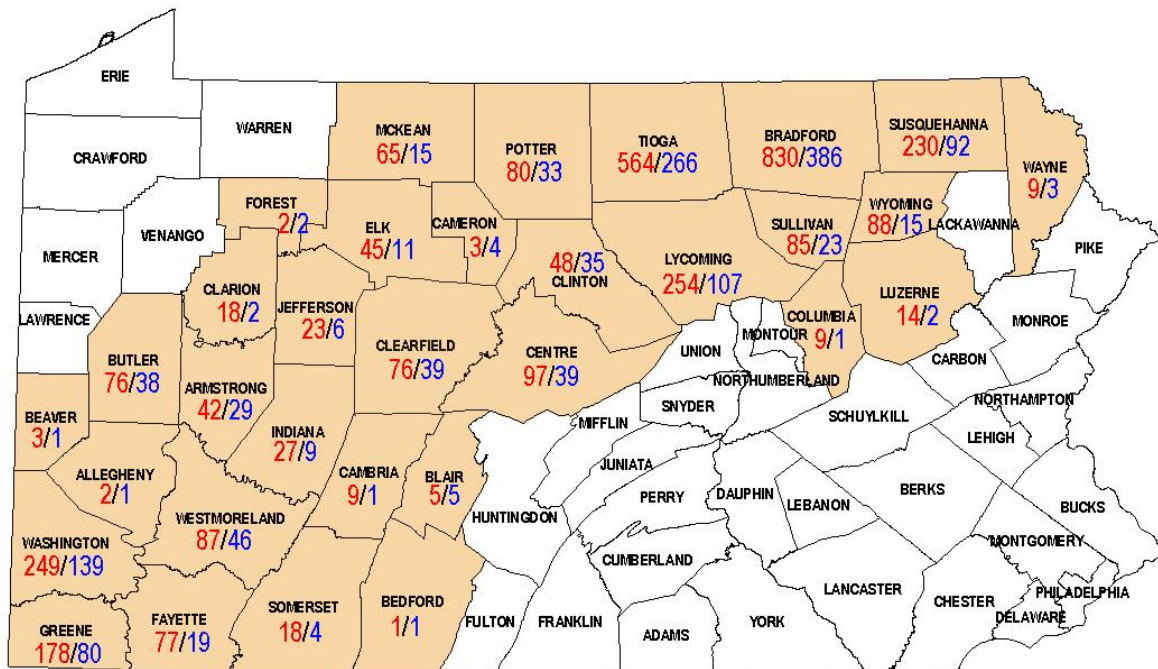 ERIE
WARREN
CRAWFORD
MCKEAN
65/15
POTTER
80/33
TIOGA
564/266
BRADFORD
830/386
SUSQUEHANNA
230/92
WAYNE
9/3
FOREST
2/2
VENANGO
MERCER
ELK
45/11
CAMERON
3/4
48/35
CLINTON
LYCOMING
254/107
SULLIVAN
85/23
WYOMING
88/15
LACKAWANNA
PIKE
CLARION
18/2
JEFFERSON
23/6
LAWRENCE
BUTLER
76/38
CLEARFIELD
76/39
CENTRE
97/39
UNION
MONTOUR
COLUMBIA
9/1
LUZERNE
14/2
MONROE
CARBON
NORTHUMBERLAND
ARMSTRONG
42/29
BEAVER
3/1
SNYDER
MIFFLIN
SCHUYLKILL
NORTHAMPTON
LEHIGH
INDIANA
27/9
ALLEGHENY
2/1
CAMBRIA
9/1
BLAIR
5/5
JUNIATA
PERRY
DAUPHIN
LEBANON
BERKS
BUCKS
HUNTINGDON
WESTMORELAND
87/46
WASHINGTON
249/139
CUMBERLAND
MONTGOMERY
LANCASTER
PHILADELPHIA
CHESTER
DELAWARE
GREENE
178/80
FAYETTE
77/19
SOMERSET
18/4
BEDFORD
1/1
FULTON
FRANKLIN
ADAMS
YORK